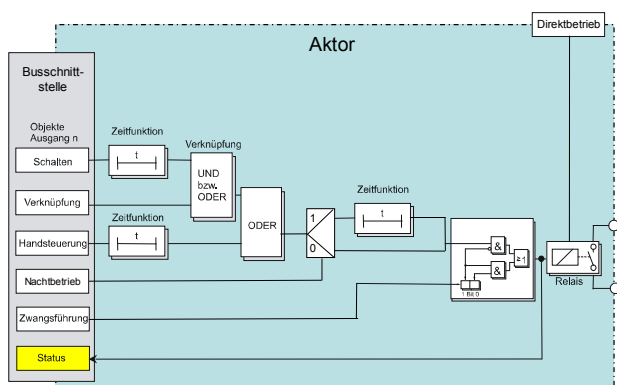 Direktbetrieb
Aktor
Busschnitt-
stelle
Objekte
Ausgang n
Zeitfunktion
Verknüpfung
Schalten
t
UND
bzw.
ODER
Zeitfunktion
Verknüpfung
Zeitfunktion
ODER
1
t
Handsteuerung
t
0
&
≥1
&
Nachtbetrieb
Relais
1 Bit 0
Zwangsführung
Status